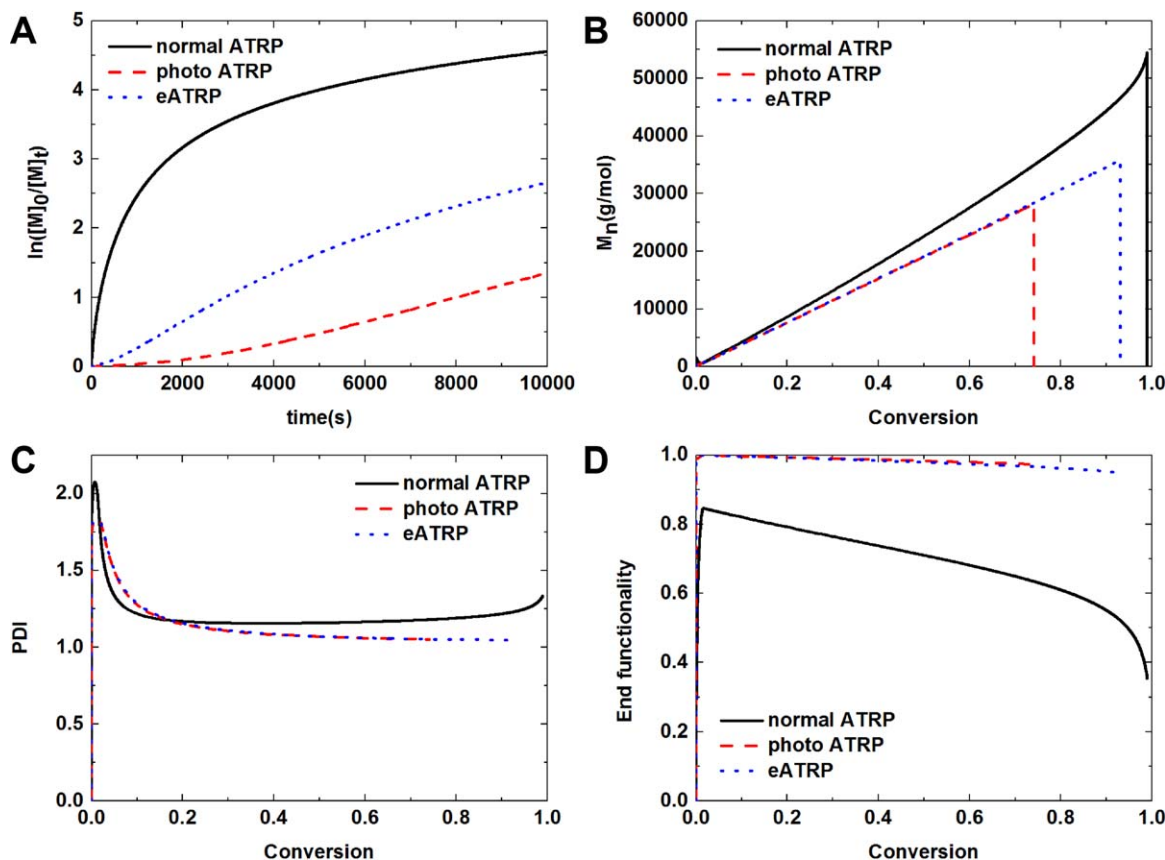 A
5
4
3
2
1
0
ln([M]0/[M]t)
normal ATRP
photo ATRP
eATRP
0 2000 4000 6000 8000 10000
time(s)
B
60000
50000
40000
30000
20000
10000
0
Mn(g/mol)
normal ATRP
photo ATRP
eATRP
0.0 0.2 0.4 0.6 0.8 1.0
Conversion
C
2.0
1.5
1.0
0.5
0.0
PDI
normal ATRP
photo ATRP
eATRP
0.0 0.2 0.4 0.6 0.8 1.0
Conversion
D
1.0
0.8
0.6
0.4
0.2
0.0
End functionality
normal ATRP
photo ATRP
eATRP
0.0 0.2 0.4 0.6 0.8 1.0
Conversion